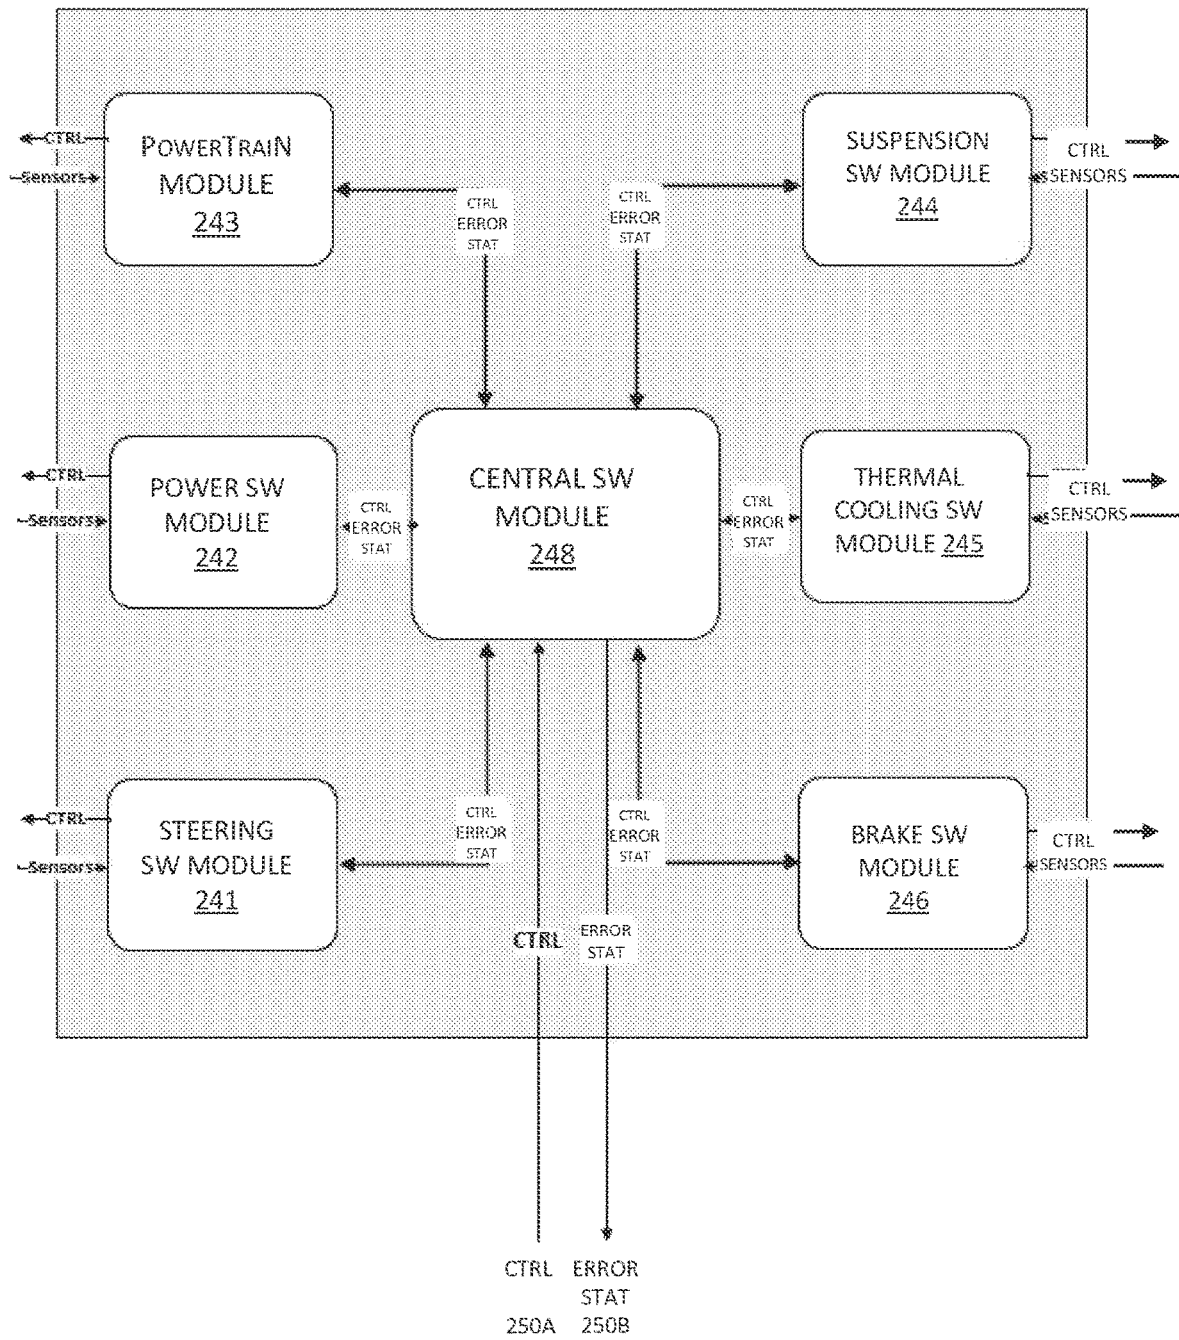 POWERTRAIN
MODULE
243
CTRL
Sensors
CTRL
ERROR
STAT
CTRL
ERROR
STAT
SUSPENSION
SW MODULE
244
CTRL
SENSORS
POWER SW
MODULE
242
CTRL
Sensors
CTRL
ERROR
STAT
CENTRAL SW
MODULE
248
CTRL
ERROR
STAT
THERMAL
COOLING SW
MODULE 245
CTRL
SENSORS
STEERING
SW MODULE
241
CTRL
Sensors
CTRL
ERROR
STAT
CTRL
ERROR
STAT
BRAKE SW
MODULE
246
CTRL
SENSORS
CTRL
ERROR
STAT
CTRL
250A
ERROR
STAT
250B